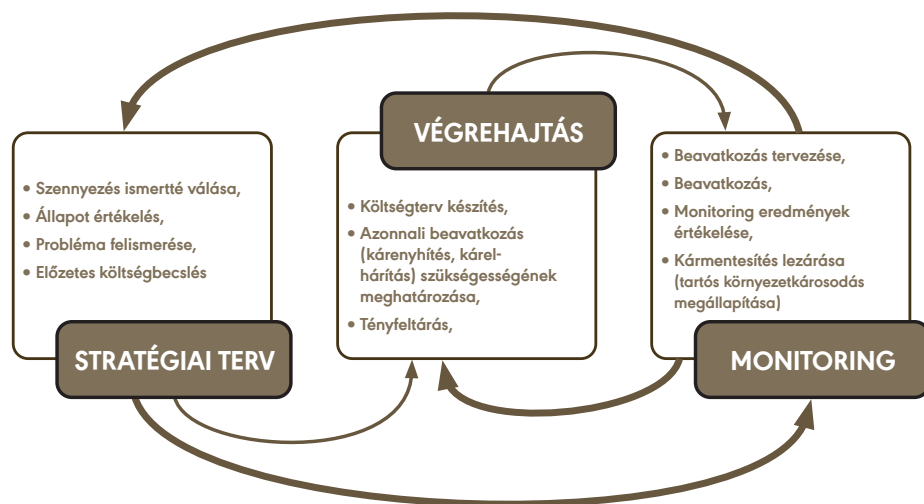 • Szennyezés ismertté válása,
• Állapot értékelés,
• Probléma felismerése,
• Előzetes költségbecslés
STRATÉGIAI TERV
VÉGREHAJTÁS
• Költségterv készítés,
• Azonnali beavatkozás
(kárenyhítés, kárel-
hárítás) szükségességének
meghatározása,
• Tényfeltárás,
• Beavatkozás tervezése,
• Beavatkozás,
• Monitoring eredmények
értékelése,
• Kármentesítés lezárása
(tartós környezetkárosodás
megállapítása)
MONITORING